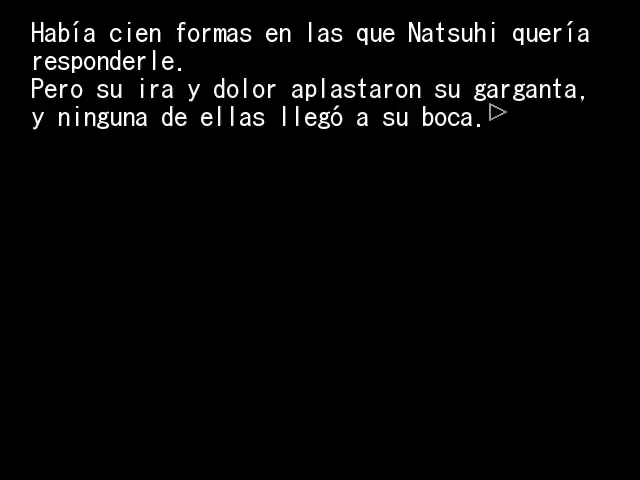 Había cien formas en las que Natsuhi quería
responderle.
Pero su ira y dolor aplastaron su garganta,
y ninguna de ellas llegó a su boca.